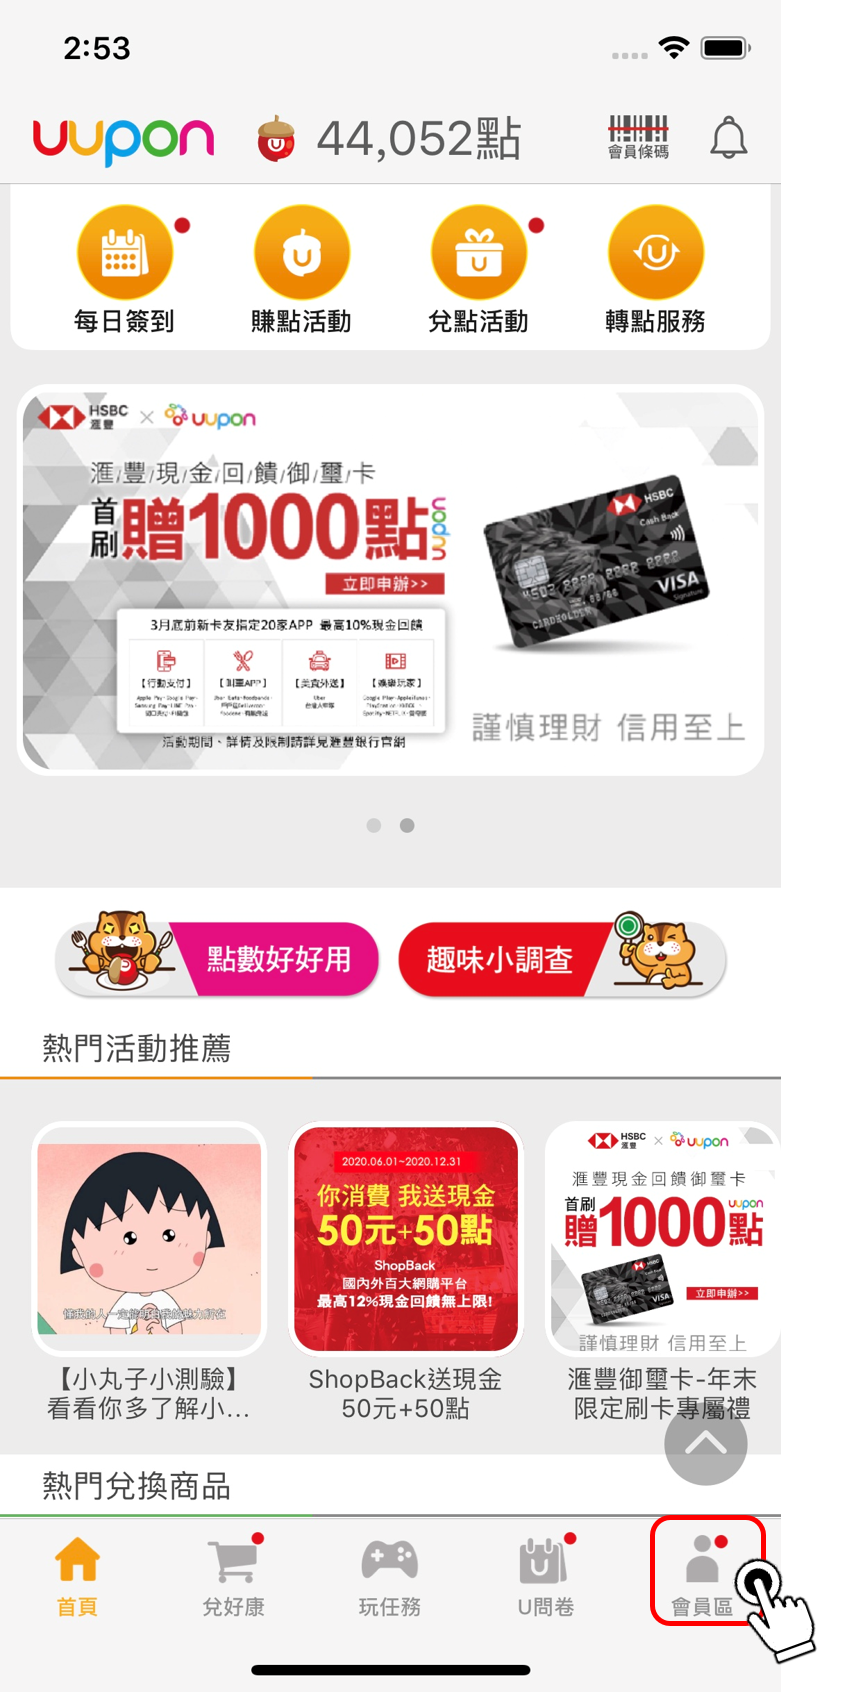 2:53
uupon 44,052點
會員條碼
每日簽到 賺點活動 兌點活動 轉點服務
HSBC
滙豐
× uupon
滙/豐/現/金/回/饋/御/璽/卡
首刷贈1000點 uupon
立即申辦>>
3月底前新卡友指定20家APP 最高10%現金回饋
【行動支付】 【叫車APP】 【美食外送】 【娛樂玩家】
活動期間、詳情及限制請詳見滙豐銀行官網
HSBC
Cash Back
VISA
Signature
CARDHOLDER
謹慎理財 信用至上
點數好好用 趣味小調查
熱門活動推薦
懂我的人一定能
2020.06.01~2020.12.31
你消費 我送現金
50元+50點
ShopBack
國內外百大網購平台
最高12%現金回饋無上限!
HSBC
滙豐
× uupon
滙豐現金回饋御璽卡
首刷贈1000點 uupon
立即申辦>>
VISA
謹慎理財 信用至上
【小丸子小測驗】
看看你多了解小...
ShopBack送現金
50元+50點
滙豐御璽卡-年末
限定刷卡專屬禮
熱門兌換商品
首頁 兌好康 玩任務 U問卷 會員區